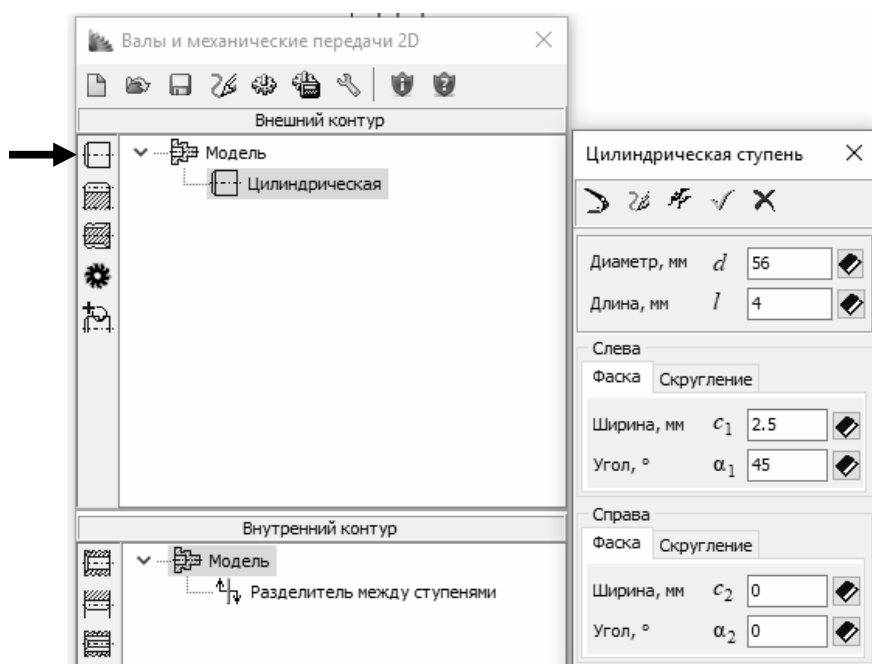 Валы и механические передачи 2D
Внешний контур
Модель
Цилиндрическая
Внутренний контур
Модель
Разделитель между ступенями
Цилиндрическая ступень
Диаметр, мм d 56
Длина, мм l 4
Слева
Фаска Скругление
Ширина, мм c1 2.5
Угол, ° α1 45
Справа
Фаска Скругление
Ширина, мм c2 0
Угол, ° α2 0